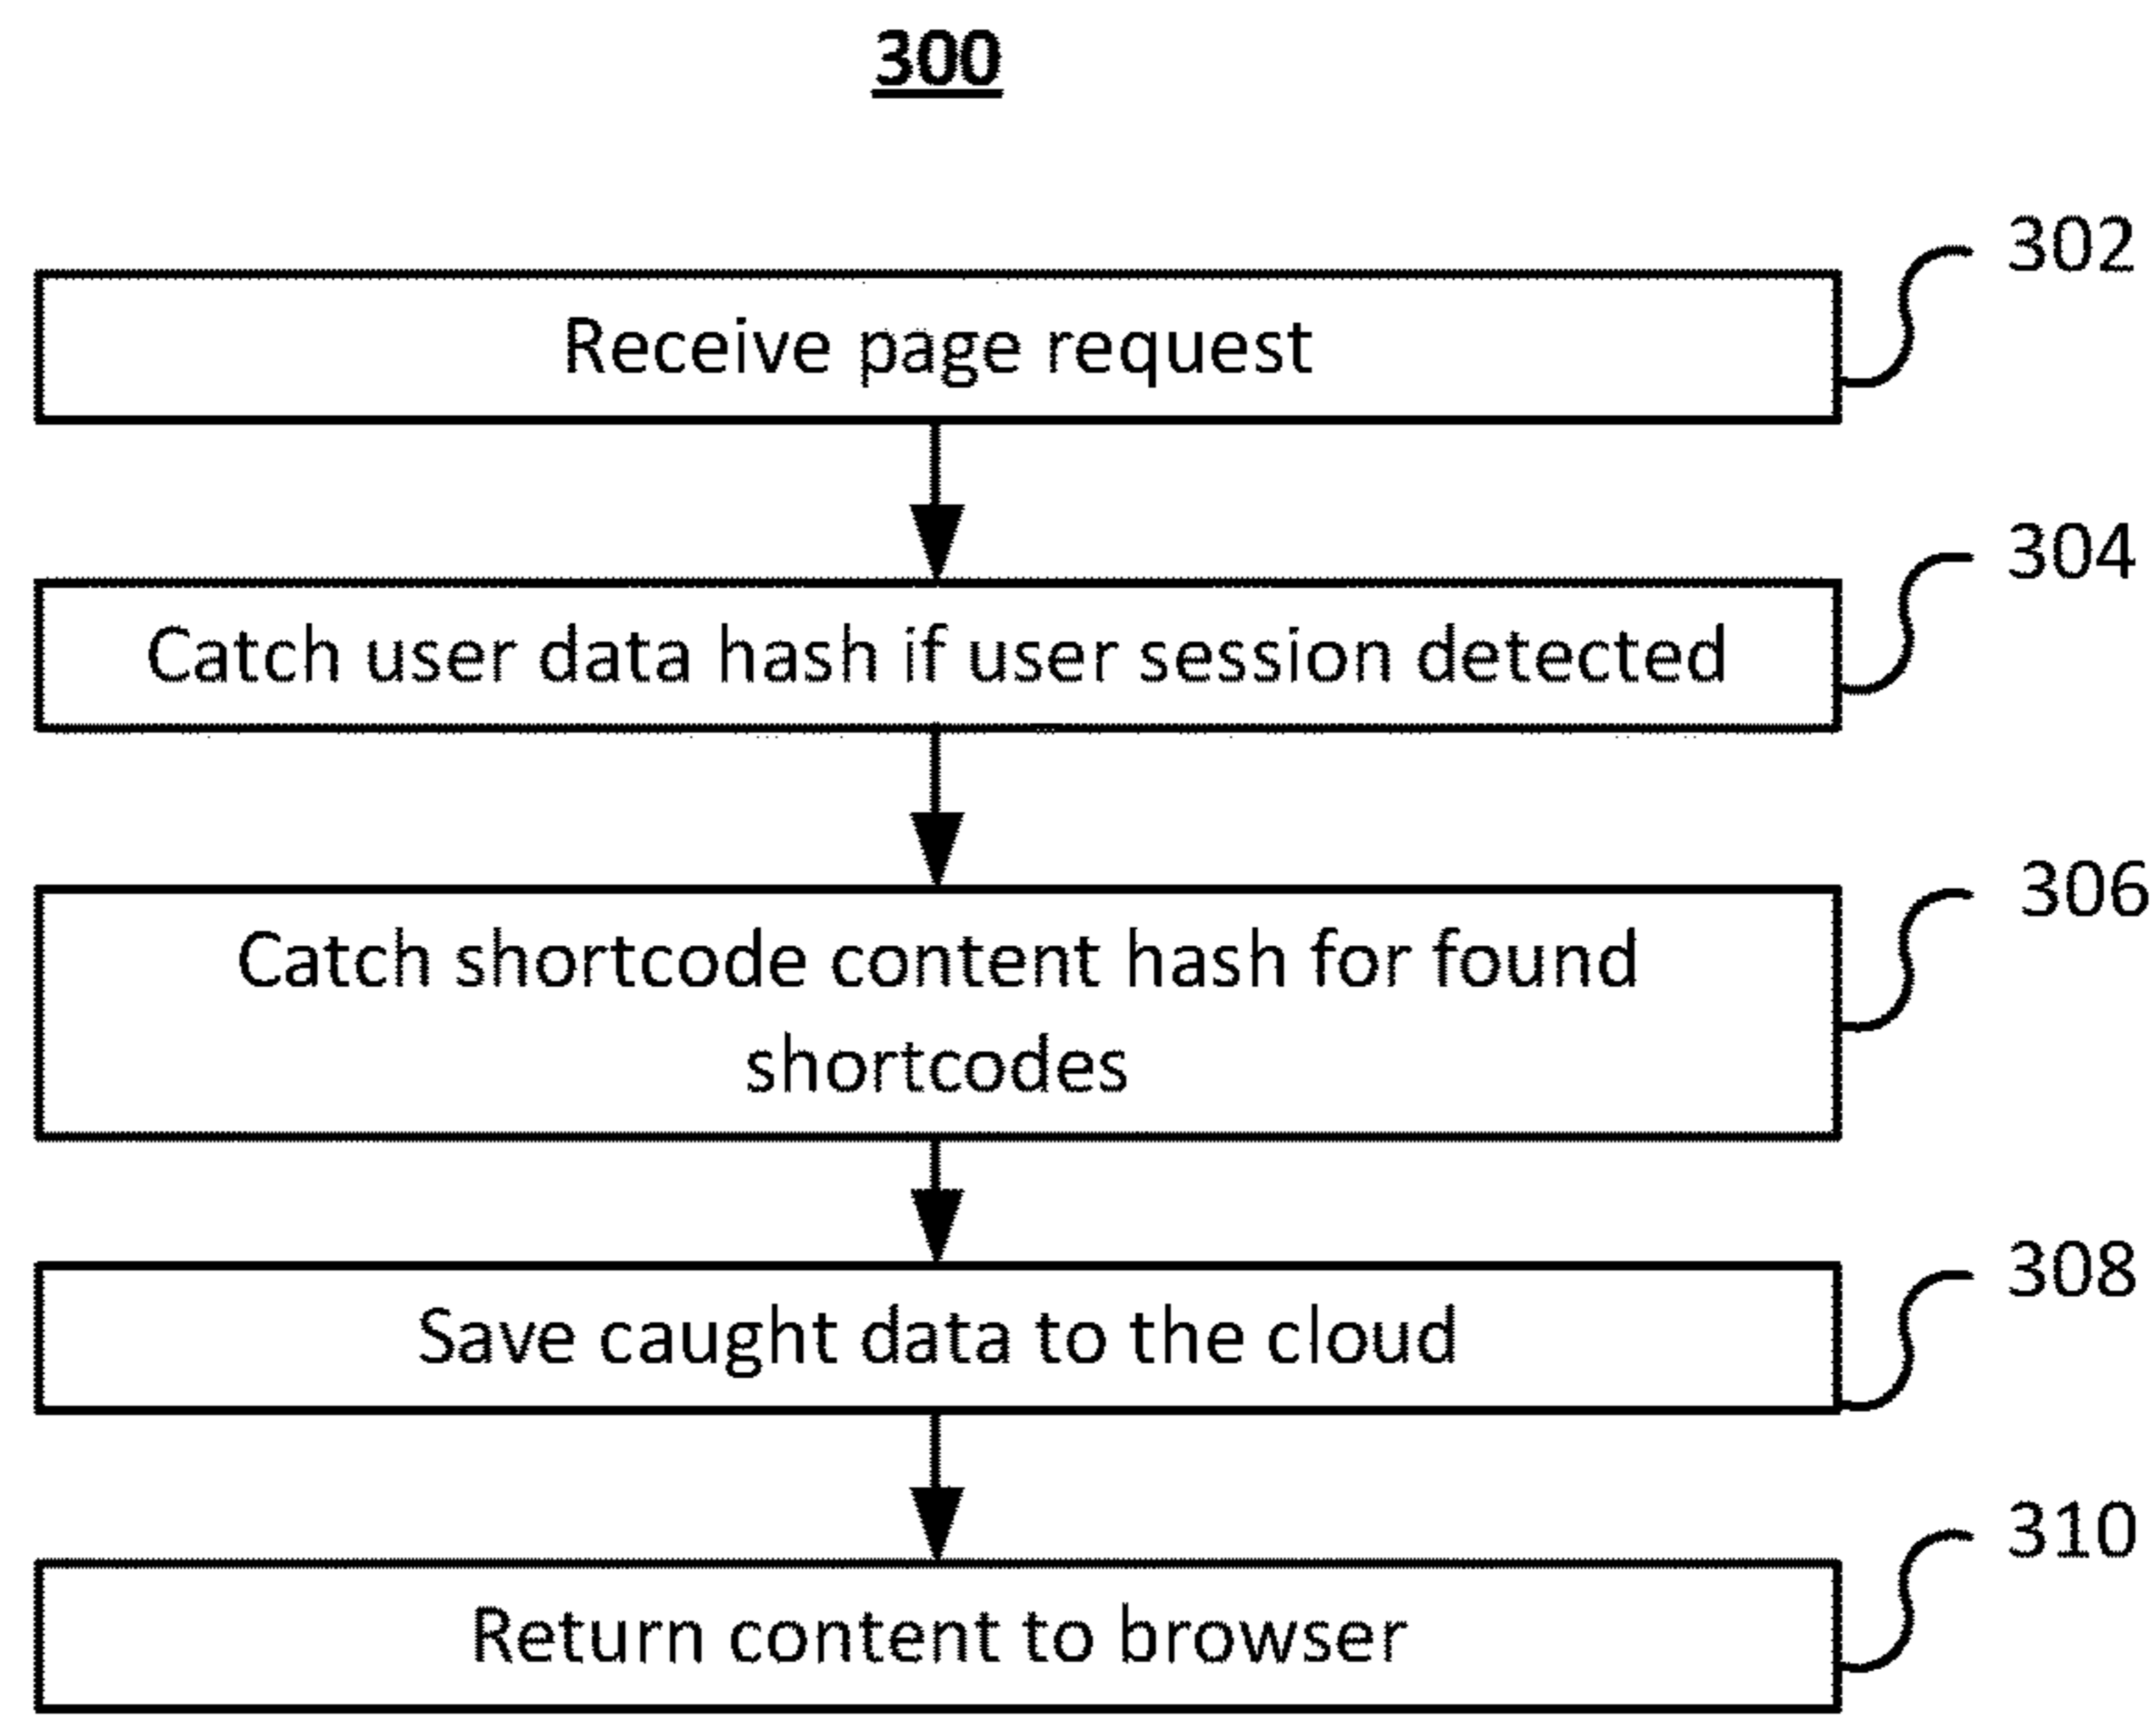 300
302
Receive page request
304
Catch user data hash if user session detected
306
Catch shortcode content hash for found
shortcodes
308
Save caught data to the cloud
310
Return content to browser